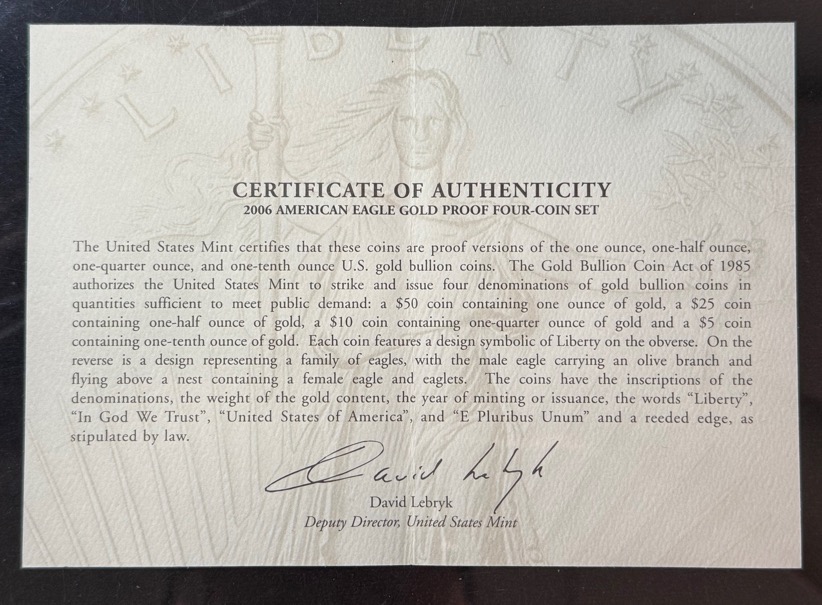 LIBERTY
CERTIFICATE OF AUTHENTICITY
2006 AMERICAN EAGLE GOLD PROOF FOUR-COIN SET
The United States Mint certifies that these coins are proof versions of the one ounce, one-half ounce,
one-quarter ounce, and one-tenth ounce U.S. gold bullion coins. The Gold Bullion Coin Act of 1985
authorizes the United States Mint to strike and issue four denominations of gold bullion coins in
quantities sufficient to meet public demand: a $50 coin containing one ounce of gold, a $25 coin
containing one-half ounce of gold, a $10 coin containing one-quarter ounce of gold and a $5 coin
containing one-tenth ounce of gold. Each coin features a design symbolic of Liberty on the obverse. On the
reverse is a design representing a family of eagles, with the male eagle carrying an olive branch and
flying above a nest containing a female eagle and eaglets. The coins have the inscriptions of the
denominations, the weight of the gold content, the year of minting or issuance, the words “Liberty”,
“In God We Trust”, “United States of America”, and “E Pluribus Unum” and a reeded edge, as
stipulated by law.
David Lebryk
David Lebryk
Deputy Director, United States Mint